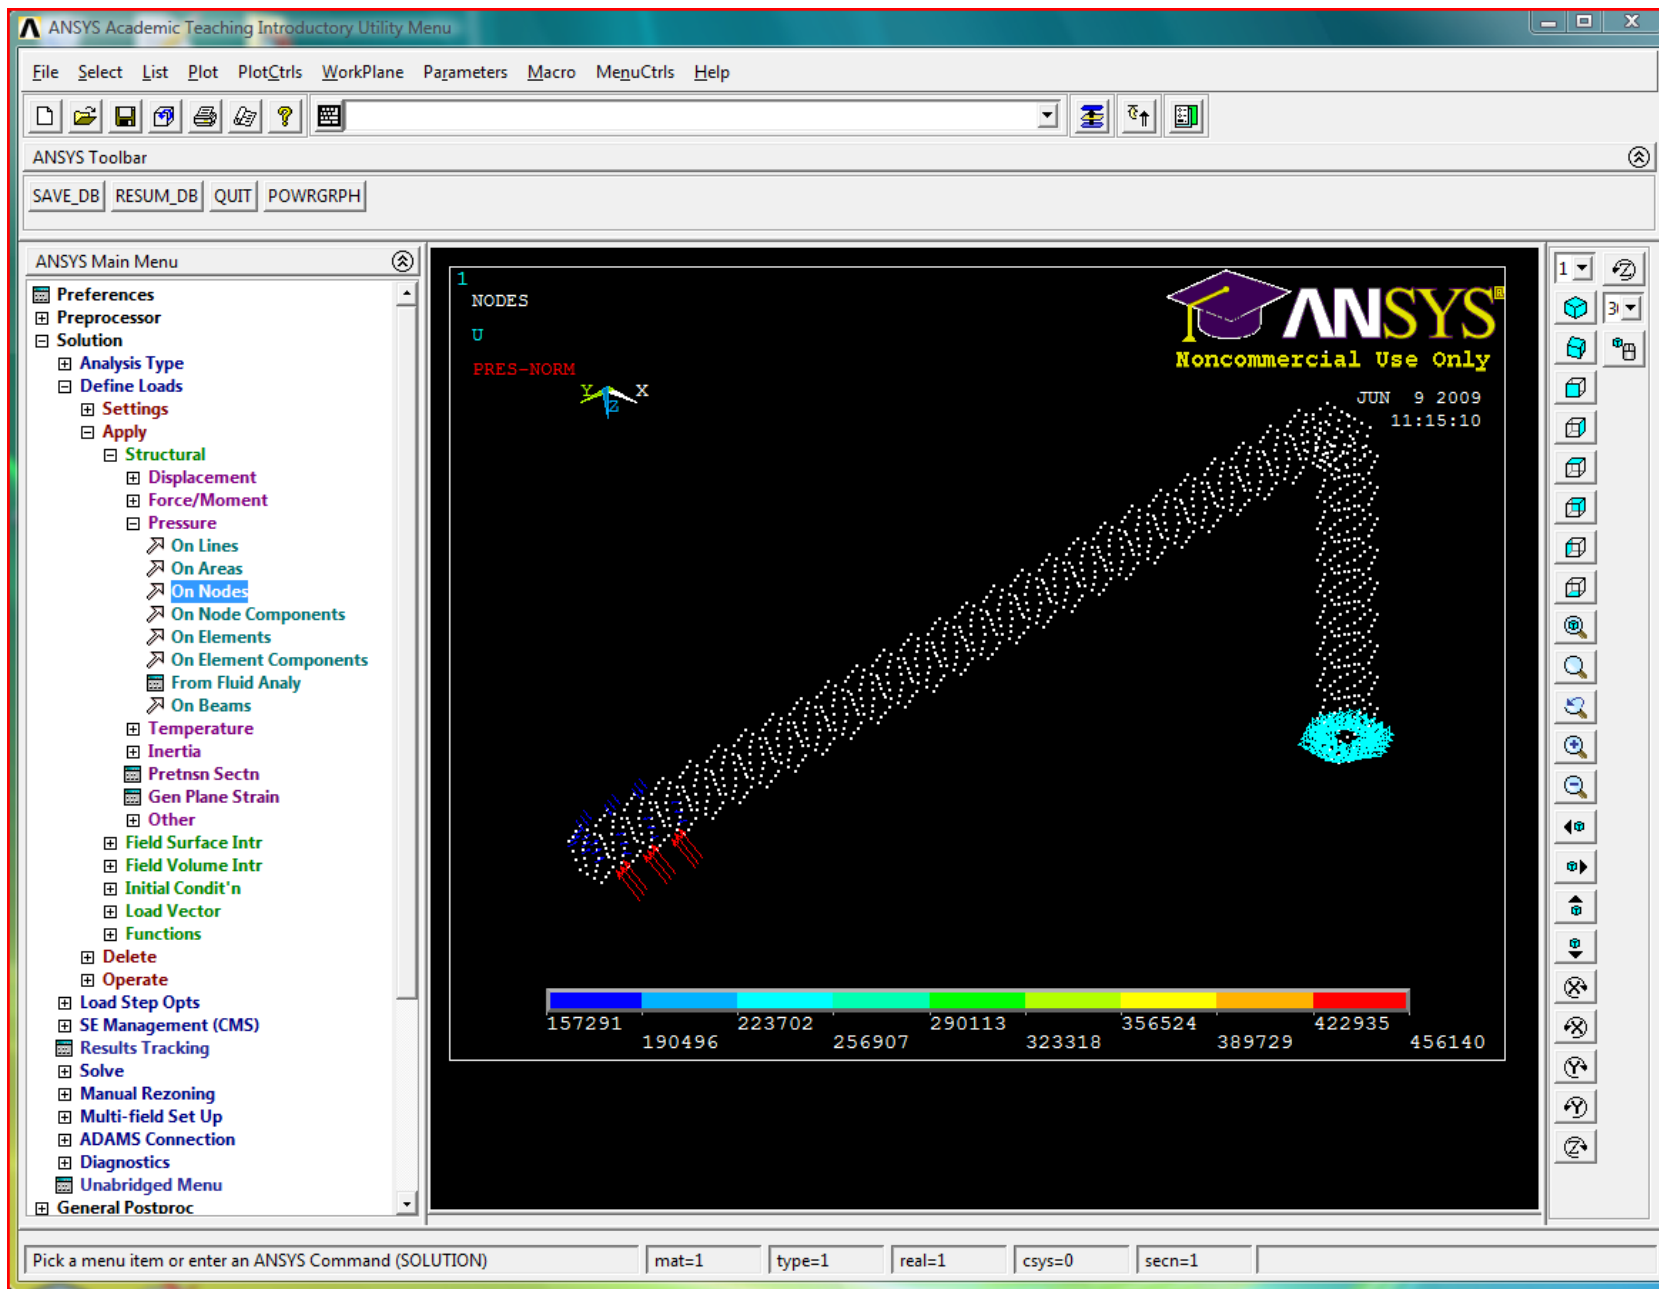 ANSYS Academic Teaching Introductory Utility Menu
File Select List Plot PlotCtrls WorkPlane Parameters Macro MenuCtrls Help
ANSYS Toolbar
SAVE_DB RESUM_DB QUIT POWRGRPH
ANSYS Main Menu
Preferences
Preprocessor
Solution
Analysis Type
Define Loads
Settings
Apply
Structural
Displacement
Force/Moment
Pressure
On Lines
On Areas
On Nodes
On Node Components
On Elements
On Element Components
From Fluid Analy
On Beams
Temperature
Inertia
Pretnsn Sectn
Gen Plane Strain
Other
Field Surface Intr
Field Volume Intr
Initial Condit'n
Load Vector
Functions
Delete
Operate
Load Step Opts
SE Management (CMS)
Results Tracking
Solve
Manual Rezoning
Multi-field Set Up
ADAMS Connection
Diagnostics
Unabridged Menu
General Postproc
1
NODES
U
PRES-NORM
Y X
Z
ANSYS®
Noncommercial Use Only
JUN 9 2009
11:15:10
157291 223702 290113 356524 422935
190496 256907 323318 389729 456140
1
Pick a menu item or enter an ANSYS Command (SOLUTION) mat=1 type=1 real=1 csys=0 secn=1